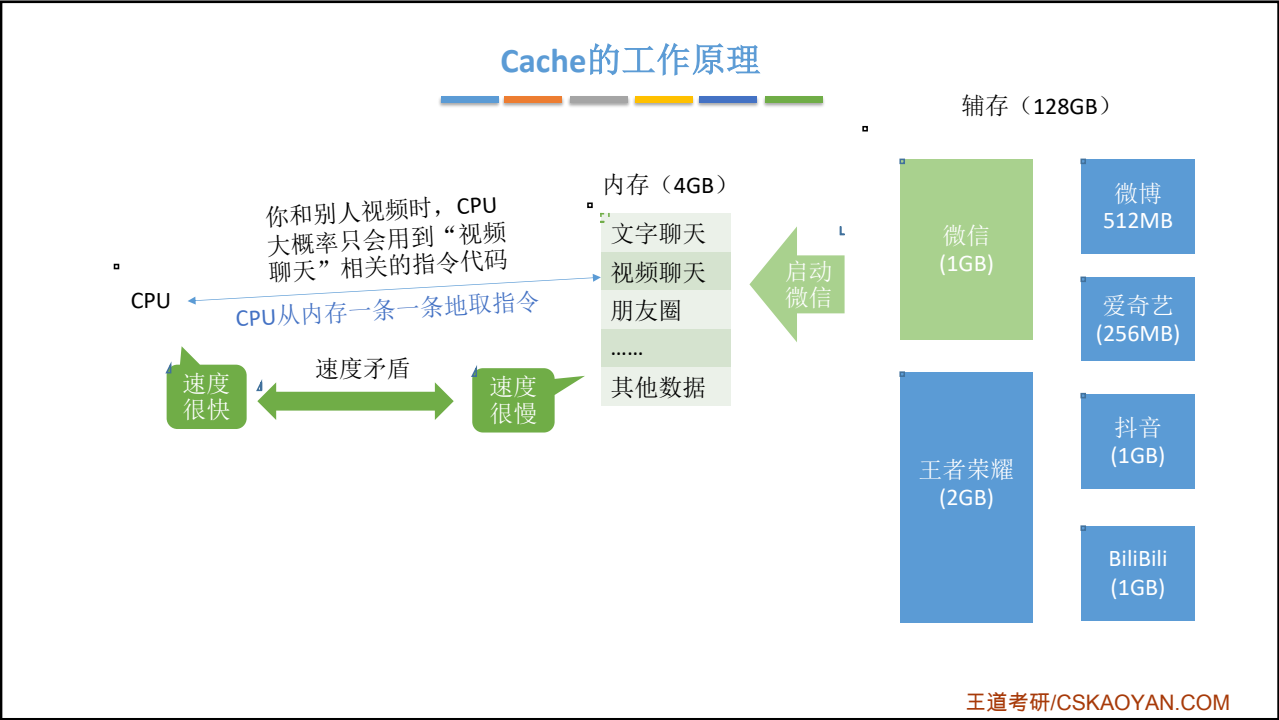 Cache的工作原理
辅存（128GB）
内存（4GB）
你和别人视频时，CPU
大概率只会用到“视频
聊天”相关的指令代码
CPU
CPU从内存一条一条地取指令
速度
很快
速度矛盾
速度
很慢
文字聊天
视频聊天
朋友圈
……
其他数据
启动
微信
微信
(1GB)
王者荣耀
(2GB)
微博
512MB
爱奇艺
(256MB)
抖音
(1GB)
BiliBili
(1GB)
王道考研/CSKAOYAN.COM